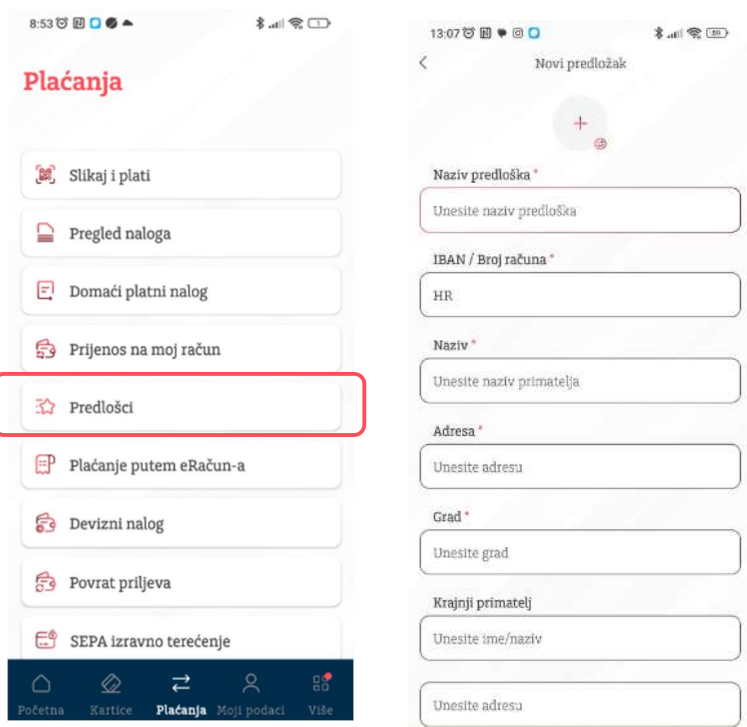 8:53
Plaćanja
Slikaj i plati
Pregled naloga
Domaći platni nalog
Prijenos na moj račun
Predlošci
Plaćanje putem eRačun-a
Devizni nalog
Povrat priljeva
SEPA izravno terećenje
Početna Kartice Plaćanja Moji podaci Više
13:07
Novi predložak
Naziv predloška *
Unesite naziv predloška
IBAN / Broj računa *
HR
Naziv *
Unesite naziv primatelja
Adresa *
Unesite adresu
Grad *
Unesite grad
Krajnji primatelj
Unesite ime/naziv
Unesite adresu